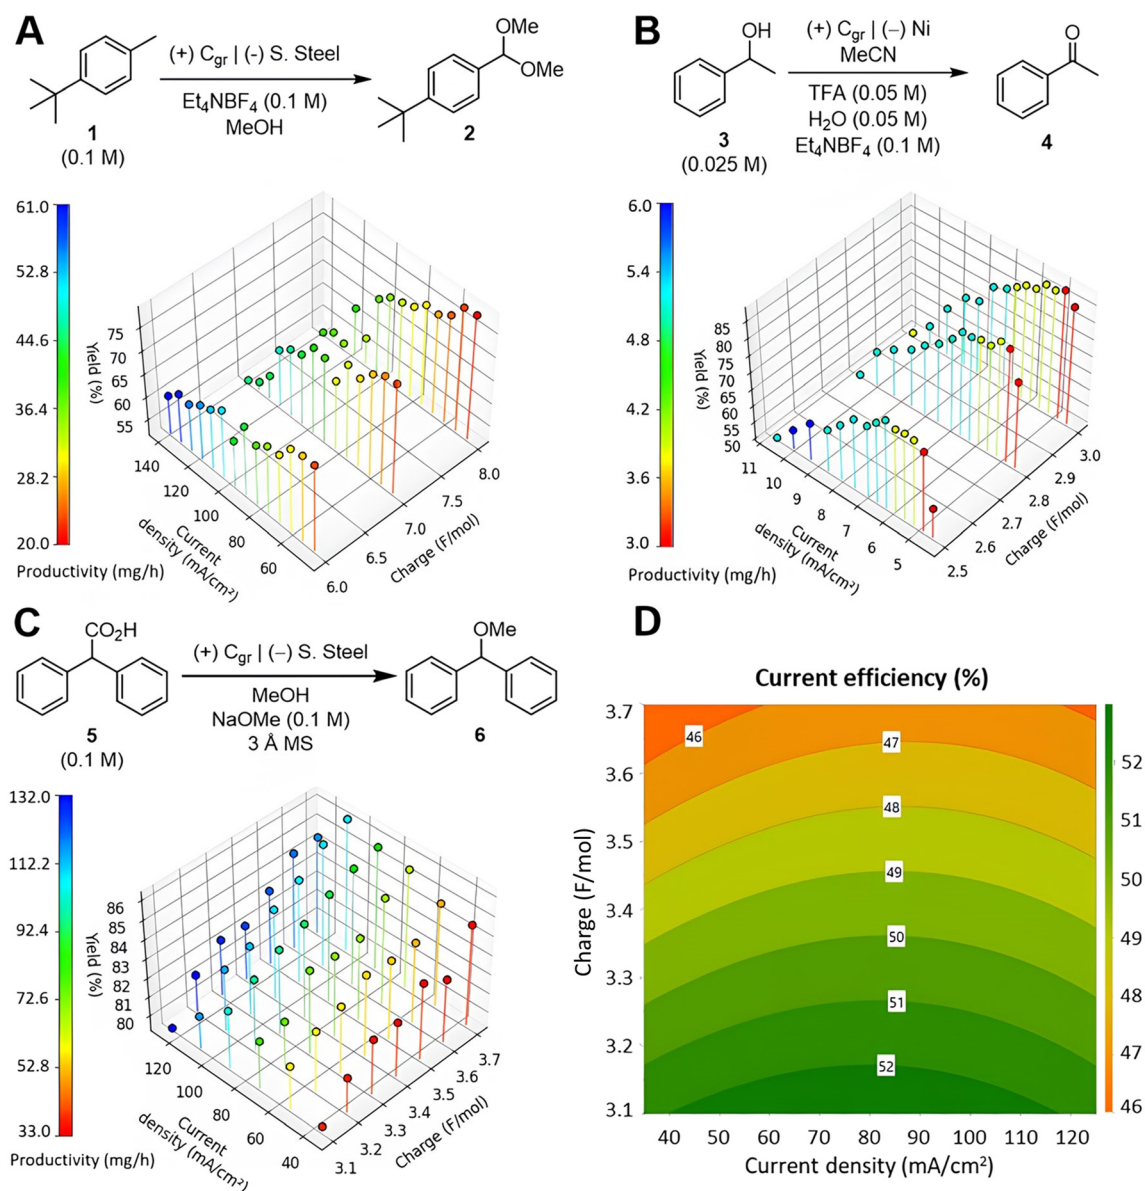 A
(+) Cgr | (-) S. Steel
Et4NBF4 (0.1 M)
MeOH
1
(0.1 M)
OMe
OMe
2
61.0
52.8
44.6
36.4
28.2
20.0
Productivity (mg/h)
Yield (%)
75
70
65
60
55
140
120
100
80
60
Current
density (mA/cm²)
6.0
6.5
7.0
7.5
8.0
Charge (F/mol)
B
OH
3
(0.025 M)
(+) Cgr | (−) Ni
MeCN
TFA (0.05 M)
H2O (0.05 M)
Et4NBF4 (0.1 M)
O
4
6.0
5.4
4.8
4.2
3.6
3.0
Productivity (mg/h)
Yield (%)
85
80
75
70
65
60
55
50
11
10
9
8
7
6
5
Current
density (mA/cm²)
2.5
2.6
2.7
2.8
2.9
3.0
Charge (F/mol)
C
CO2H
5
(0.1 M)
(+) Cgr | (−) S. Steel
MeOH
NaOMe (0.1 M)
3 Å MS
OMe
6
132.0
112.2
92.4
72.6
52.8
33.0
Productivity (mg/h)
Yield (%)
86
85
84
83
82
81
80
120
100
80
60
40
Current
density (mA/cm²)
3.1
3.2
3.3
3.4
3.5
3.6
3.7
Charge (F/mol)
D
Current efficiency (%)
Charge (F/mol)
3.7
3.6
3.5
3.4
3.3
3.2
3.1
46
47
48
49
50
51
52
40 50 60 70 80 90 100 110 120
Current density (mA/cm²)
52
51
50
49
48
47
46